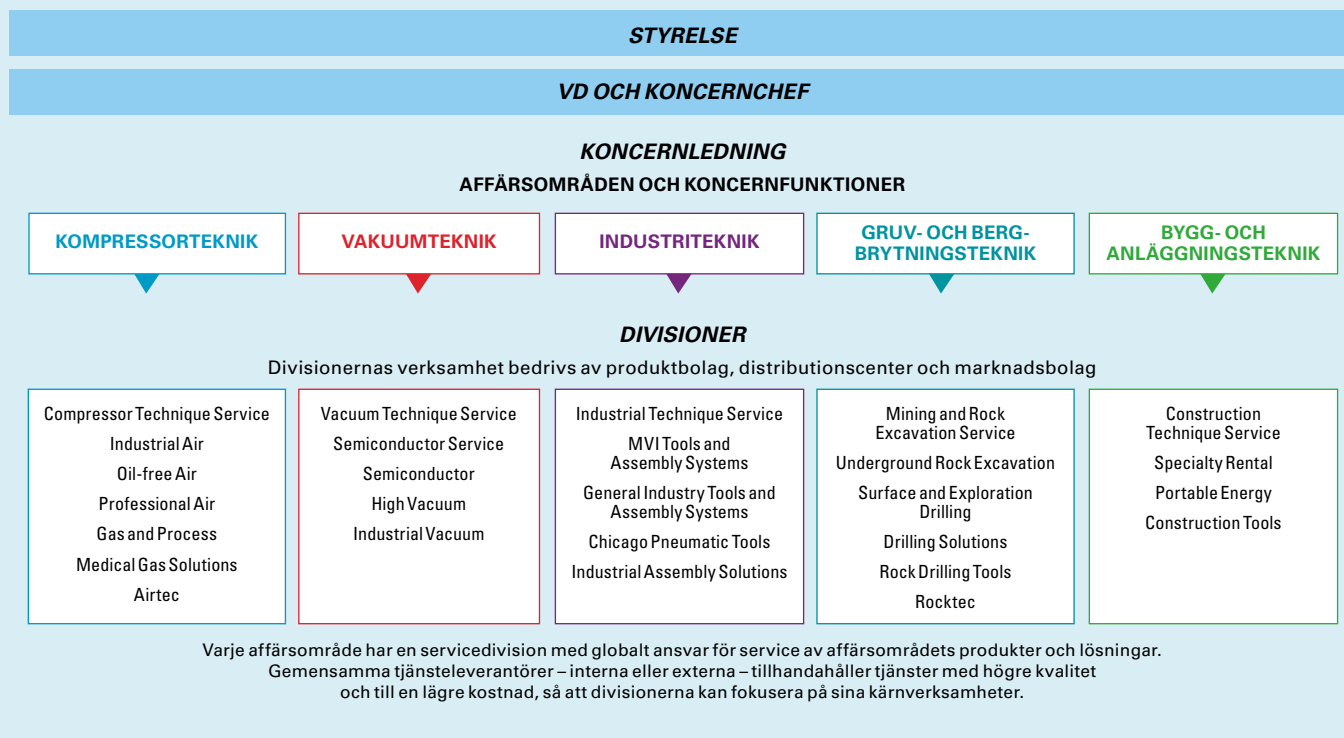 STYRELSE
VD OCH KONCERNCHEF
KONCERNLEDNING
AFFÄRSOMRÅDEN OCH KONCERNFUNKTIONER
KOMPRESSORTEKNIK
VAKUUMTEKNIK
INDUSTRITEKNIK
GRUV- OCH BERG-
BRYTNINGSTEKNIK
BYGG- OCH
ANLÄGGNINGSTEKNIK
DIVISIONER
Divisionernas verksamhet bedrivs av produktbolag, distributionscenter och marknadsbolag
Compressor Technique Service
Industrial Air
Oil-free Air
Professional Air
Gas and Process
Medical Gas Solutions
Airtec
Vacuum Technique Service
Semiconductor Service
Semiconductor
High Vacuum
Industrial Vacuum
Industrial Technique Service
MVI Tools and
Assembly Systems
General Industry Tools and
Assembly Systems
Chicago Pneumatic Tools
Industrial Assembly Solutions
Mining and Rock
Excavation Service
Underground Rock Excavation
Surface and Exploration
Drilling
Drilling Solutions
Rock Drilling Tools
Rocktec
Construction
Technique Service
Specialty Rental
Portable Energy
Construction Tools
Varje affärsområde har en servicedivision med globalt ansvar för service av affärsområdets produkter och lösningar.
Gemensamma tjänsteleverantörer – interna eller externa – tillhandahåller tjänster med högre kvalitet
och till en lägre kostnad, så att divisionerna kan fokusera på sina kärnverksamheter.